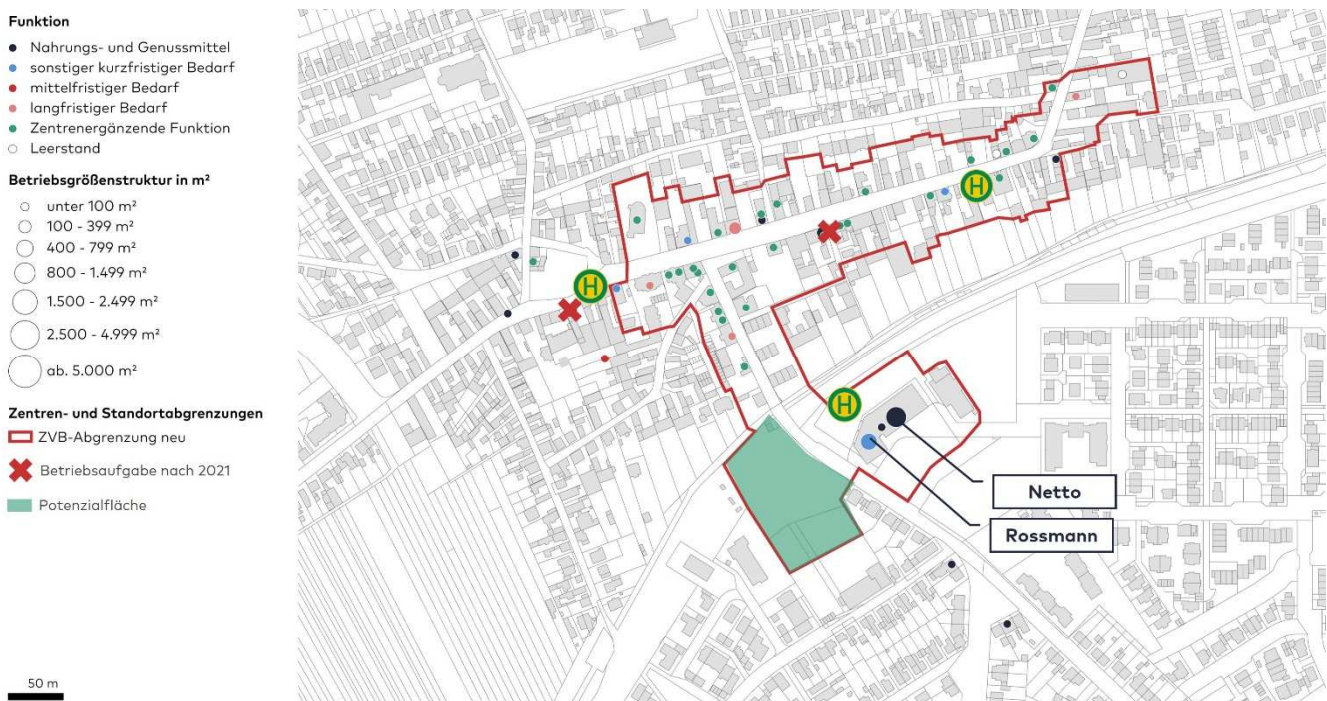 Funktion
Nahrungs- und Genussmittel
sonstiger kurzfristiger Bedarf
mittelfristiger Bedarf
langfristiger Bedarf
Zentrenergänzende Funktion
Leerstand
Betriebsgrößenstruktur in m²
unter 100 m²
100 - 399 m²
400 - 799 m²
800 - 1.499 m²
1.500 - 2.499 m²
2.500 - 4.999 m²
ab. 5.000 m²
Zentren- und Standortabgrenzungen
ZVB-Abgrenzung neu
Betriebsaufgabe nach 2021
Potenzialfläche
50 m
H
H
H
Netto
Rossmann